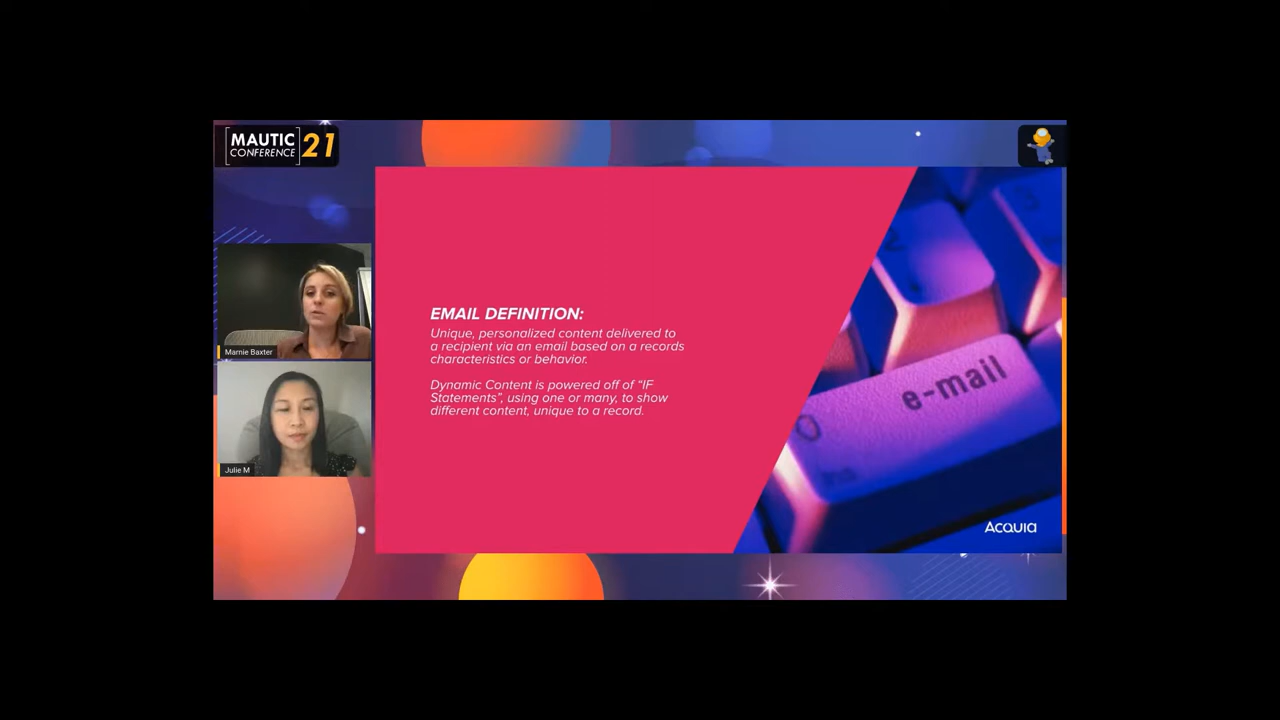 MAUTIC
CONFERENCE
21
Marnie Baxter
Julie M
EMAIL DEFINITION:
Unique, personalized content delivered to
a recipient via an email based on a records
characteristics or behavior.
Dynamic Content is powered off of “IF
Statements”, using one or many, to show
different content, unique to a record.
e-mail
ACQUIA